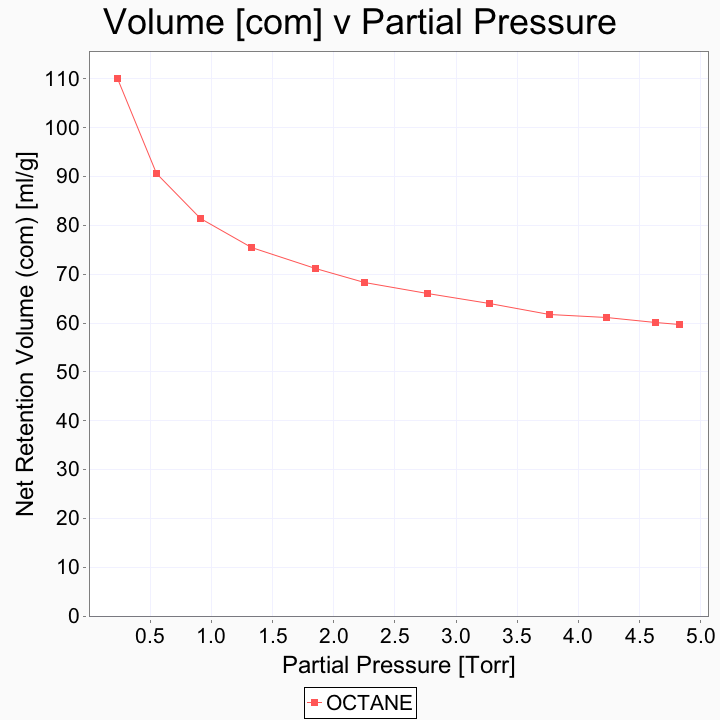 Volume [com] v Partial Pressure
Net Retention Volume (com) [ml/g]
110
100
90
80
70
60
50
40
30
20
10
0
0.5 1.0 1.5 2.0 2.5 3.0 3.5 4.0 4.5 5.0
Partial Pressure [Torr]
OCTANE